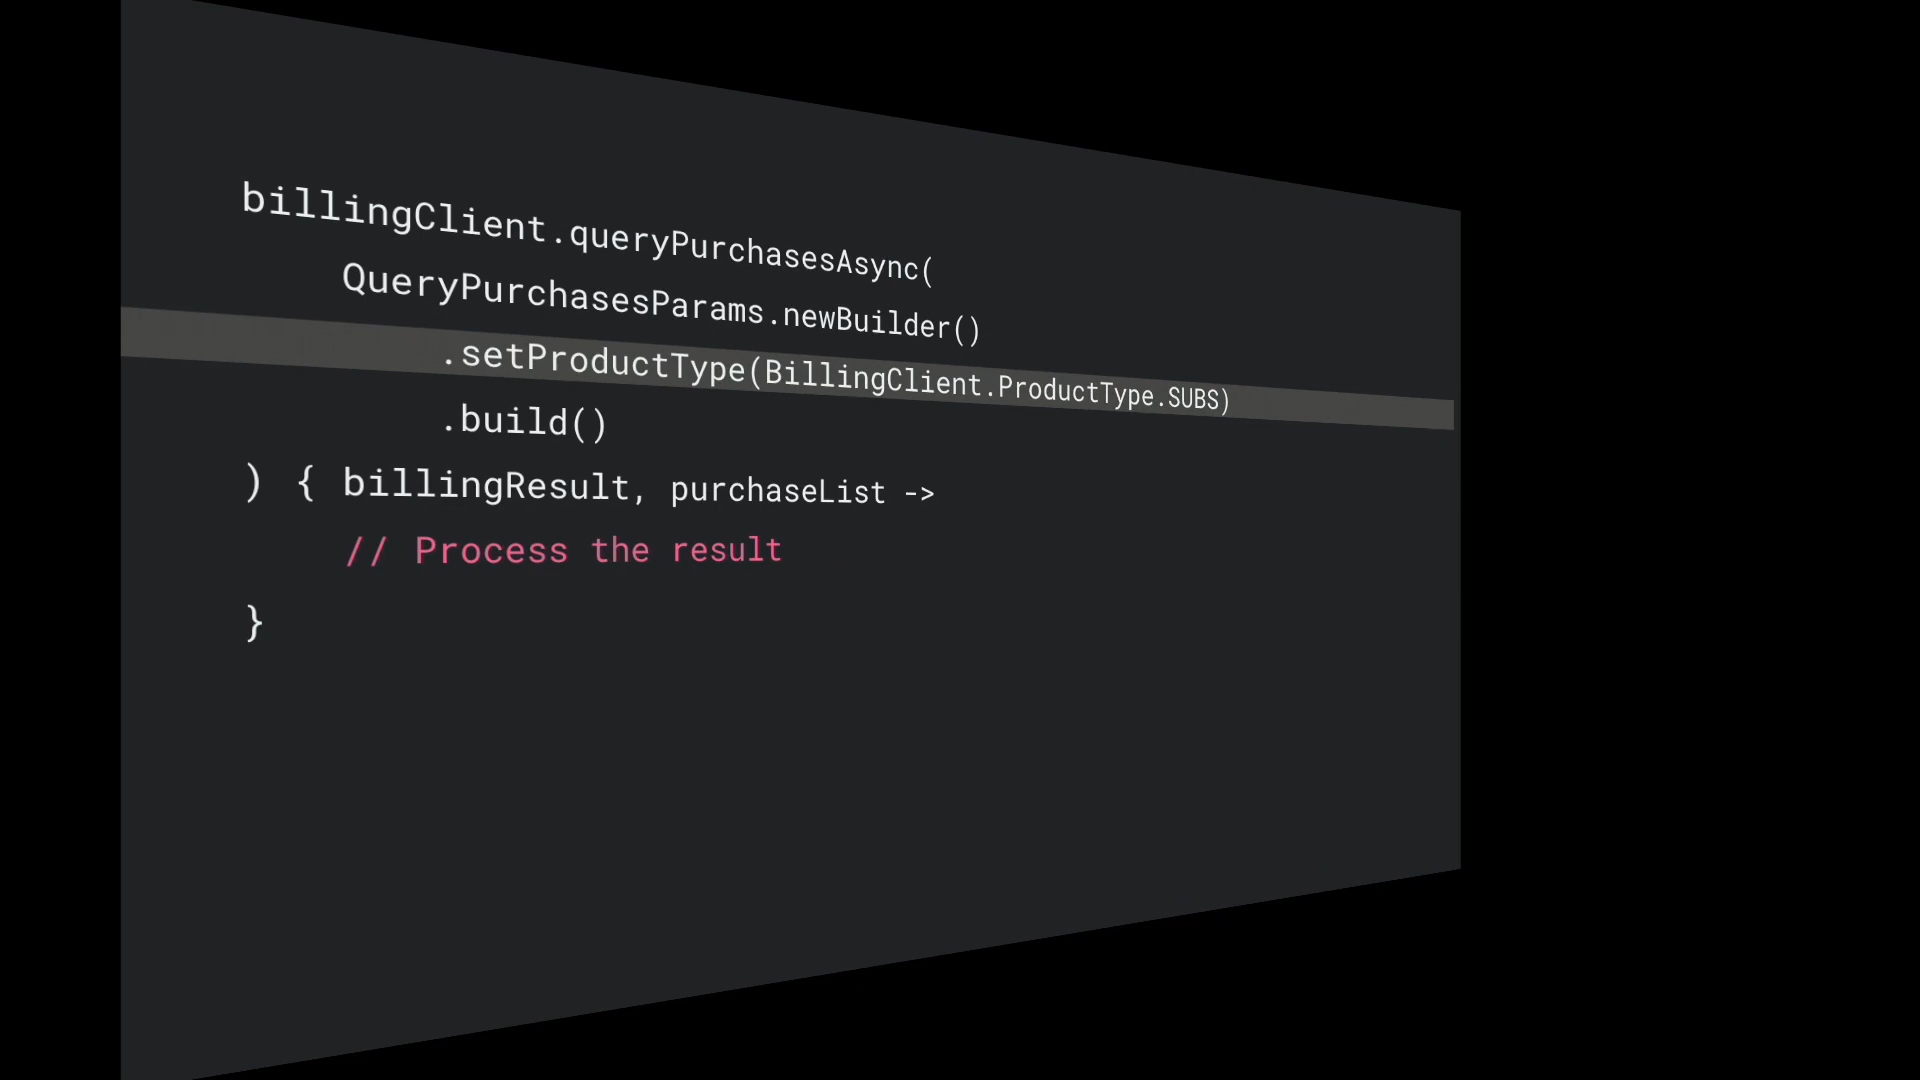 billingClient.queryPurchasesAsync(
QueryPurchasesParams.newBuilder()
.setProductType(BillingClient.ProductType.SUBS)
.build()
) { billingResult, purchaseList ->
// Process the result
}